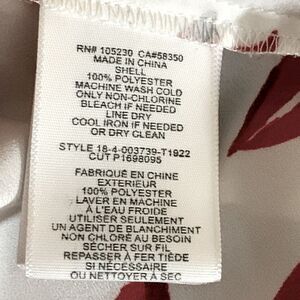 RN# 105230 CA#58350
MADE IN CHINA
SHELL
100% POLYESTER
MACHINE WASH COLD
ONLY NON-CHLORINE
BLEACH IF NEEDED
LINE DRY
COOL IRON IF NEEDED
OR DRY CLEAN
STYLE 18-4-003739-T1922
CUT P1698095
FABRIQUÉ EN CHINE
EXTERIEUR
100% POLYESTER
LAVER EN MACHINE
À L'EAU FROIDE
UTILISER SEULEMENT
UN AGENT DE BLANCHIMENT
NON CHLORÉ AU BESOIN
SÉCHER SUR FIL
REPASSER À FER TIÈDE
SI NÉCESSAIRE
OU NETTOYER À SEC